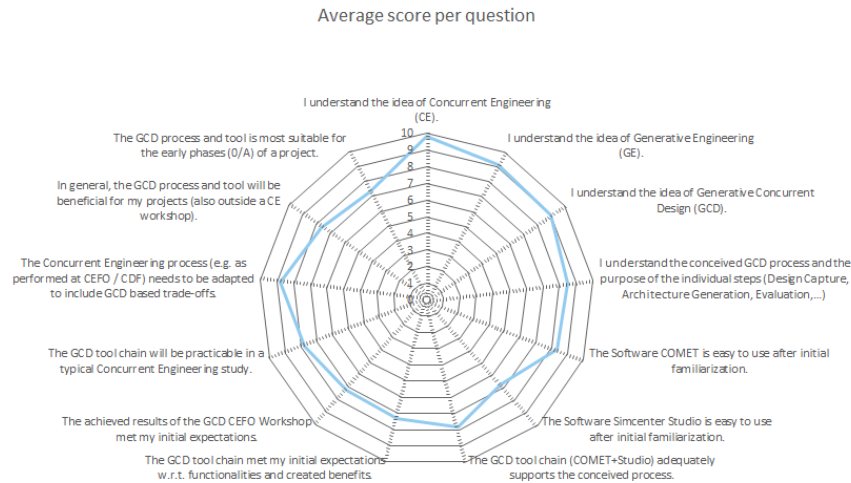 Average score per question
I understand the idea of Concurrent Engineering
(CE).
I understand the idea of Generative Engineering
(GE).
I understand the idea of Generative Concurrent
Design (GCD).
I understand the conceived GCD process and the
purpose of the individual steps (Design Capture,
Architecture Generation, Evaluation,...)
The Software COMET is easy to use after initial
familiarization.
The Software Simcenter Studio is easy to use
after initial familiarization.
The GCD tool chain (COMET+Studio) adequately
supports the conceived process.
The GCD tool chain met my initial expectations
w.r.t. functionalities and created benefits.
The achieved results of the GCD CEFO Workshop
met my initial expectations.
The GCD tool chain will be practicable in a
typical Concurrent Engineering study.
The Concurrent Engineering process (e.g. as
performed at CEFO / CDF) needs to be adapted
to include GCD based trade-offs.
In general, the GCD process and tool will be
beneficial for my projects (also outside a CE
workshop).
The GCD process and tool is most suitable for
the early phases (0/A) of a project.
10
9
8
7
6
5
4
3
2
1
0